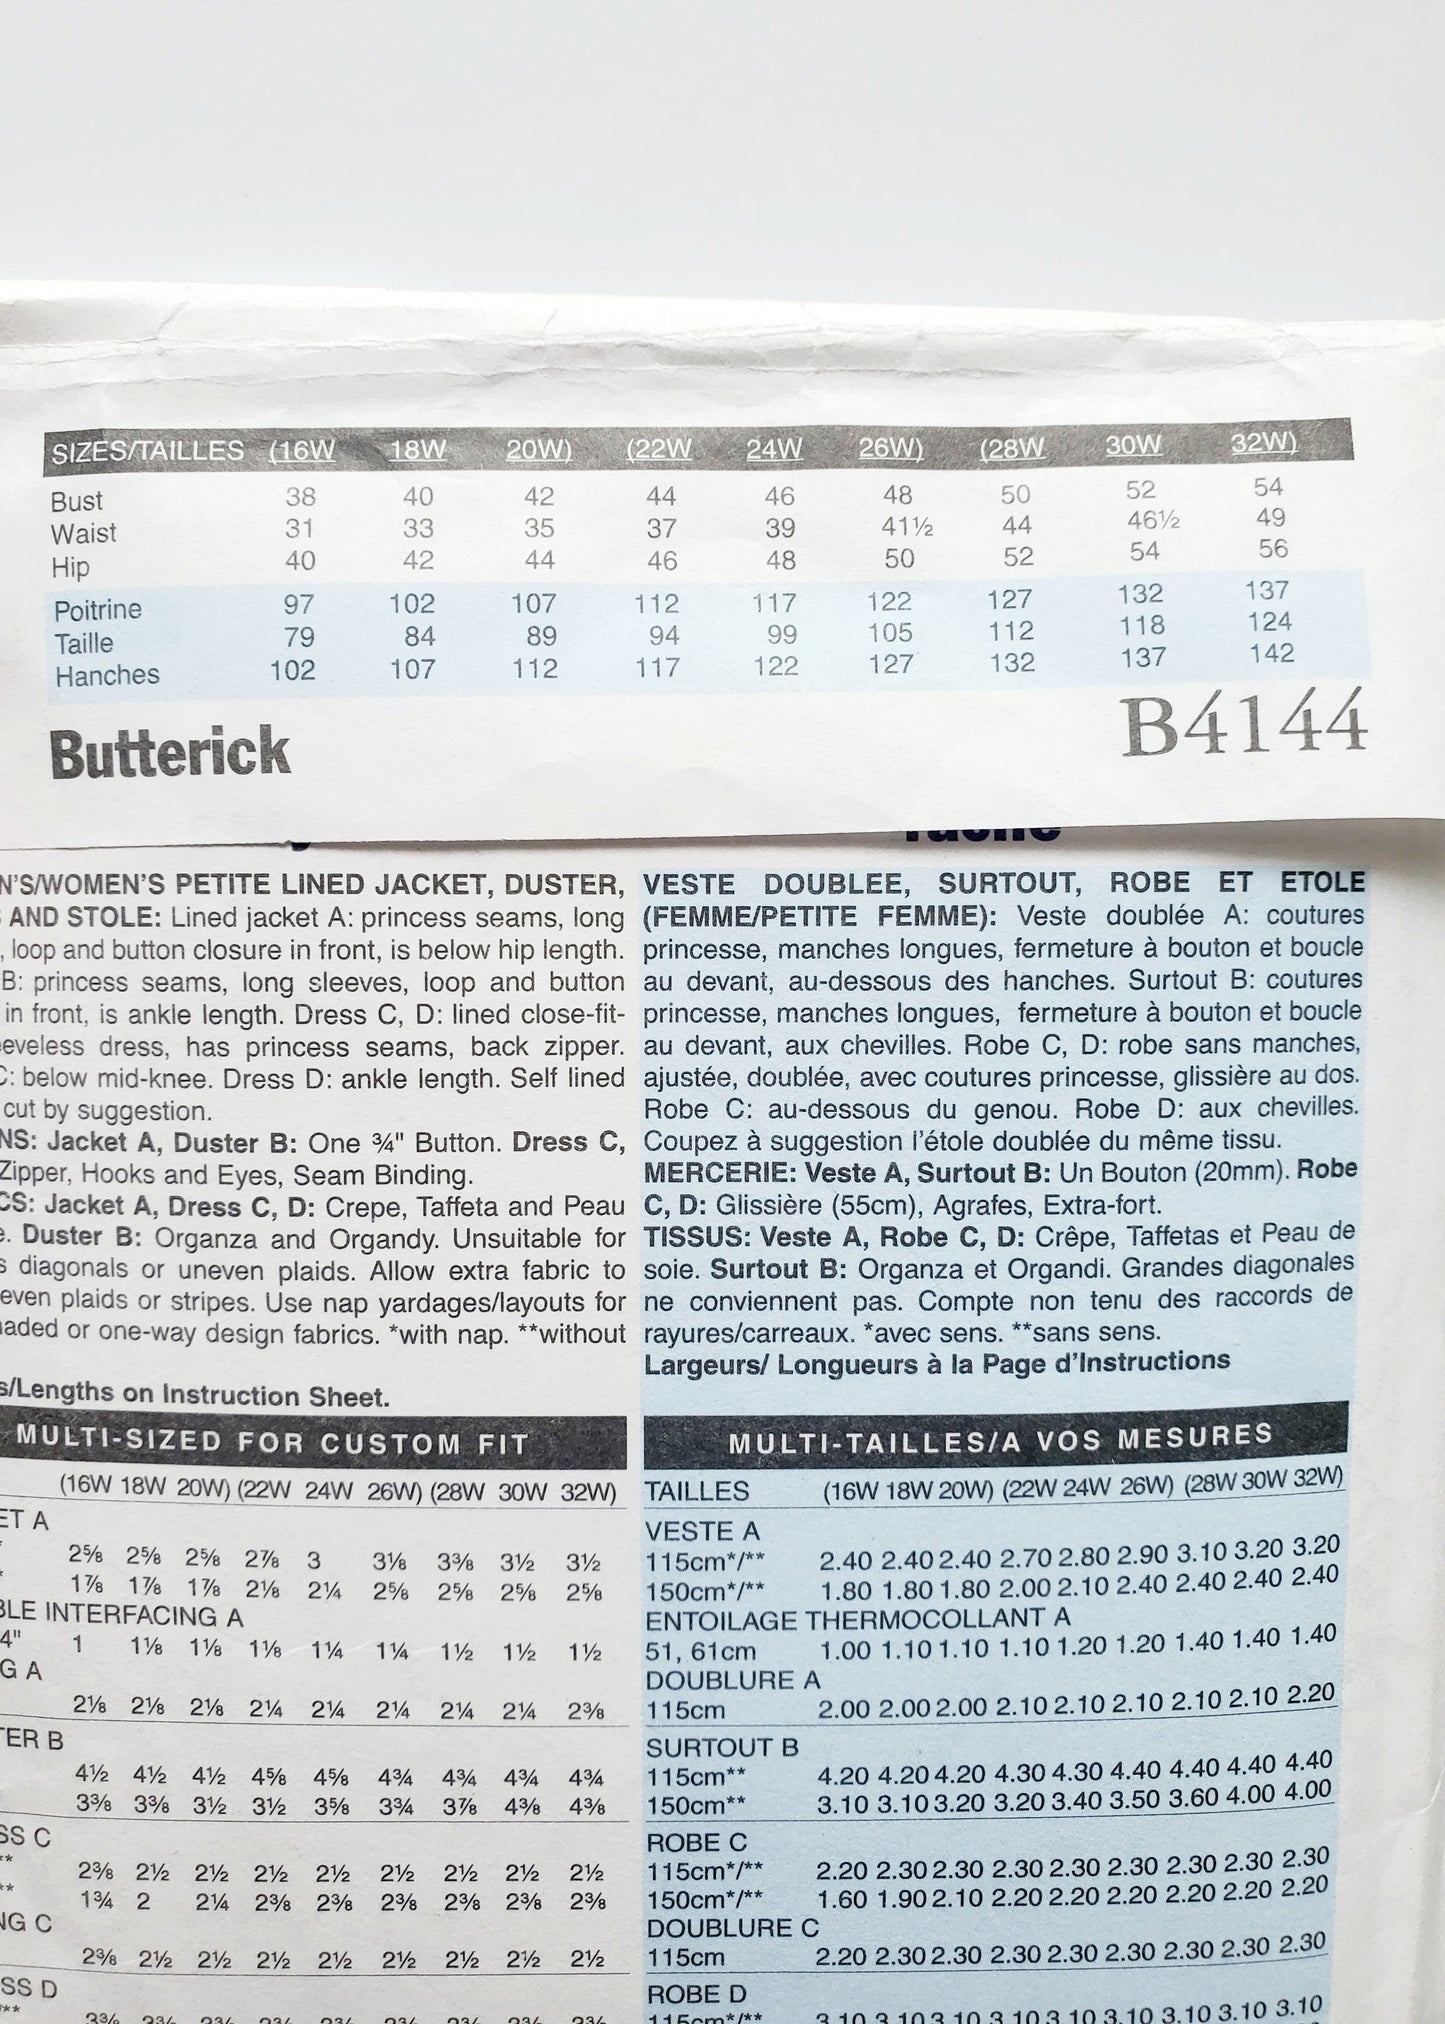 SIZES/TAILLES (16W 18W 20W) (22W 24W 26W) (28W 30W 32W)
Bust 38 40 42 44 46 48 50 52 54
Waist 31 33 35 37 39 41½ 44 46½ 49
Hip 40 42 44 46 48 50 52 54 56
Poitrine 97 102 107 112 117 122 127 132 137
Taille 79 84 89 94 99 105 112 118 124
Hanches 102 107 112 117 122 127 132 137 142
Butterick B4144
N'S/WOMEN'S PETITE LINED JACKET, DUSTER,
AND STOLE: Lined jacket A: princess seams, long
, loop and button closure in front, is below hip length.
B: princess seams, long sleeves, loop and button
in front, is ankle length. Dress C, D: lined close-fit-
eveless dress, has princess seams, back zipper.
C: below mid-knee. Dress D: ankle length. Self lined
cut by suggestion.
NS: Jacket A, Duster B: One ¾" Button. Dress C,
Zipper, Hooks and Eyes, Seam Binding.
CS: Jacket A, Dress C, D: Crepe, Taffeta and Peau
e. Duster B: Organza and Organdy. Unsuitable for
s diagonals or uneven plaids. Allow extra fabric to
even plaids or stripes. Use nap yardages/layouts for
haded or one-way design fabrics. *with nap. **without
s/Lengths on Instruction Sheet.
MULTI-SIZED FOR CUSTOM FIT
(16W 18W 20W) (22W 24W 26W) (28W 30W 32W)
ET A
* 2⅝ 2⅝ 2⅝ 2⅞ 3 3⅛ 3⅜ 3½ 3½
* 1⅞ 1⅞ 1⅞ 2⅛ 2¼ 2⅝ 2⅝ 2⅝ 2⅝
BLE INTERFACING A
4" 1 1⅛ 1⅛ 1⅛ 1¼ 1¼ 1½ 1½ 1½
G A
2⅛ 2⅛ 2⅛ 2¼ 2¼ 2¼ 2¼ 2¼ 2⅜
TER B
4½ 4½ 4½ 4⅝ 4⅝ 4¾ 4¾ 4¾ 4¾
3⅜ 3⅜ 3½ 3½ 3⅝ 3¾ 3⅞ 4⅜ 4⅜
SS C
** 2⅜ 2½ 2½ 2½ 2½ 2½ 2½ 2½ 2½
** 1¾ 2 2¼ 2⅜ 2⅜ 2⅜ 2⅜ 2⅜ 2⅜
NG C
2⅜ 2½ 2½ 2½ 2½ 2½ 2½ 2½ 2½
SS D
/**
VESTE DOUBLEE, SURTOUT, ROBE ET ETOLE
(FEMME/PETITE FEMME): Veste doublée A: coutures
princesse, manches longues, fermeture à bouton et boucle
au devant, au-dessous des hanches. Surtout B: coutures
princesse, manches longues, fermeture à bouton et boucle
au devant, aux chevilles. Robe C, D: robe sans manches,
ajustée, doublée, avec coutures princesse, glissière au dos.
Robe C: au-dessous du genou. Robe D: aux chevilles.
Coupez à suggestion l'étole doublée du même tissu.
MERCERIE: Veste A, Surtout B: Un Bouton (20mm). Robe
C, D: Glissière (55cm), Agrafes, Extra-fort.
TISSUS: Veste A, Robe C, D: Crêpe, Taffetas et Peau de
soie. Surtout B: Organza et Organdi. Grandes diagonales
ne conviennent pas. Compte non tenu des raccords de
rayures/carreaux. *avec sens. **sans sens.
Largeurs/ Longueurs à la Page d'Instructions
MULTI-TAILLES/A VOS MESURES
TAILLES (16W 18W 20W) (22W 24W 26W) (28W 30W 32W)
VESTE A
115cm*/** 2.40 2.40 2.40 2.70 2.80 2.90 3.10 3.20 3.20
150cm*/** 1.80 1.80 1.80 2.00 2.10 2.40 2.40 2.40 2.40
ENTOILAGE THERMOCOLLANT A
51, 61cm 1.00 1.10 1.10 1.10 1.20 1.20 1.40 1.40 1.40
DOUBLURE A
115cm 2.00 2.00 2.00 2.10 2.10 2.10 2.10 2.10 2.20
SURTOUT B
115cm** 4.20 4.20 4.20 4.30 4.30 4.40 4.40 4.40 4.40
150cm** 3.10 3.10 3.20 3.20 3.40 3.50 3.60 4.00 4.00
ROBE C
115cm*/** 2.20 2.30 2.30 2.30 2.30 2.30 2.30 2.30 2.30
150cm*/** 1.60 1.90 2.10 2.20 2.20 2.20 2.20 2.20 2.20
DOUBLURE C
115cm 2.20 2.30 2.30 2.30 2.30 2.30 2.30 2.30 2.30
ROBE D
115cm*/** 3.10 3.10 3.10 3.10 3.10 3.10 3.10 3.10 3.10